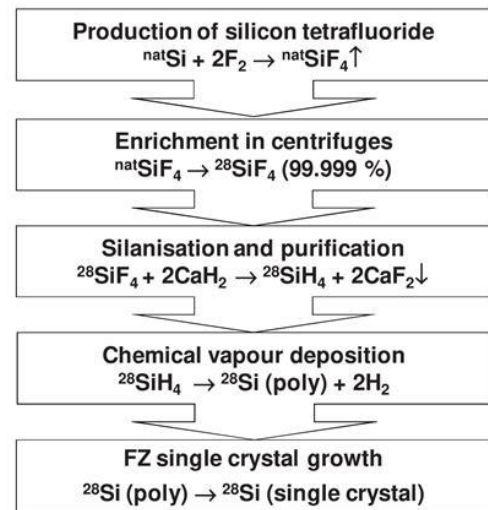 Production of silicon tetrafluoride
ⁿᵃᵗSi + 2F₂ → ⁿᵃᵗSiF₄↑
Enrichment in centrifuges
ⁿᵃᵗSiF₄ → ²⁸SiF₄ (99.999 %)
Silanisation and purification
²⁸SiF₄ + 2CaH₂ → ²⁸SiH₄ + 2CaF₂↓
Chemical vapour deposition
²⁸SiH₄ → ²⁸Si (poly) + 2H₂
FZ single crystal growth
²⁸Si (poly) → ²⁸Si (single crystal)